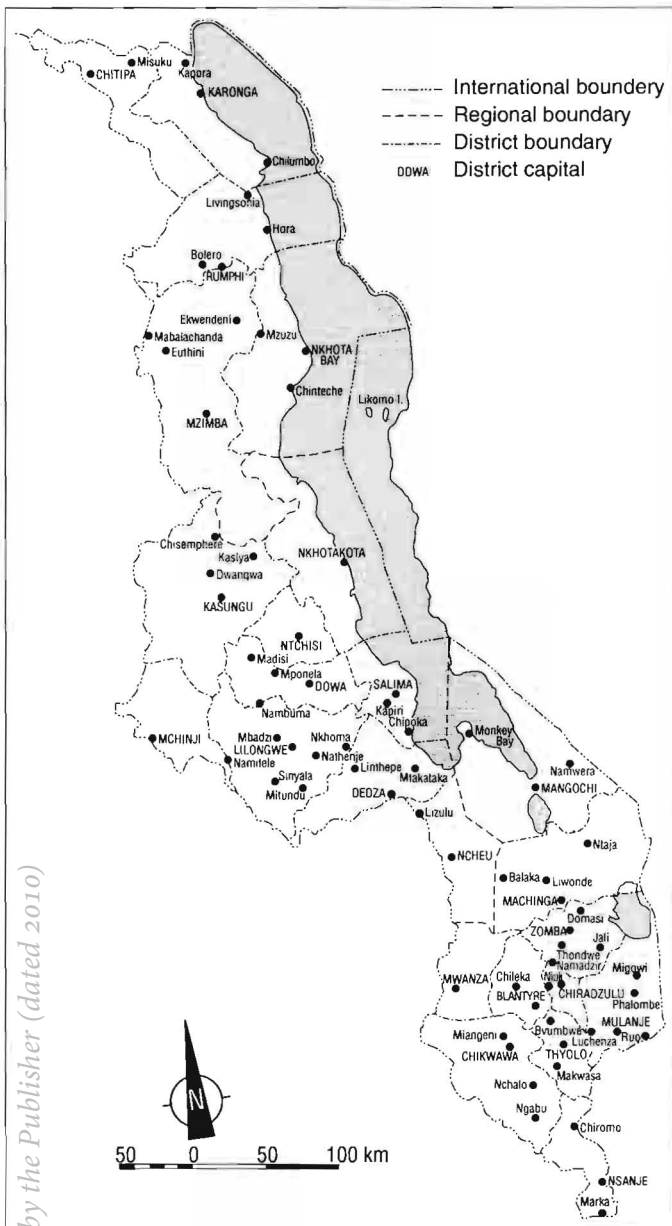 Misuku
Kapora
CHITIPA
KARONGA
International boundery
Regional boundary
District boundary
DOWA District capital
Chilumbo
Livingsonia
Hora
Bolero
RUMPHI
Ekwendeni
Mabalachanda
Mzuzu
Euthini
NKHOTA
BAY
Chinteche
Likomo I.
MZIMBA
Chisemphere
Kasiya
NKHOTAKOTA
Dwanqwa
KASUNGU
NTCHISI
Madisi
Mponela
DOWA
SALIMA
Nambuma
Kapiri
Chipoka
MCHINJI
Mbadzi
Nkhoma
Monkey
Bay
LILONGWE
Namitele
Nathenje
Linthepe
Mtakataka
Namwera
Sinyala
Mitundu
DEDZA
MANGOCHI
Lizulu
Ntaja
NCHEU
Balaka
Liwonde
MACHINGA
Domasi
ZOMBA
Jali
Thondwe
Namadzir
Migowi
MWANZA
Chileka
CHIRADZULU
BLANTYRE
Phalombe
Bvumbwe
MULANJE
Miangeni
Luchenza
Ruo
CHIKWAWA
THYOLO
Makwasa
Nchalo
Ngabu
Chiromo
N
50 0 50 100 km
NSANJE
Marka
by the Publisher (dated 2010)